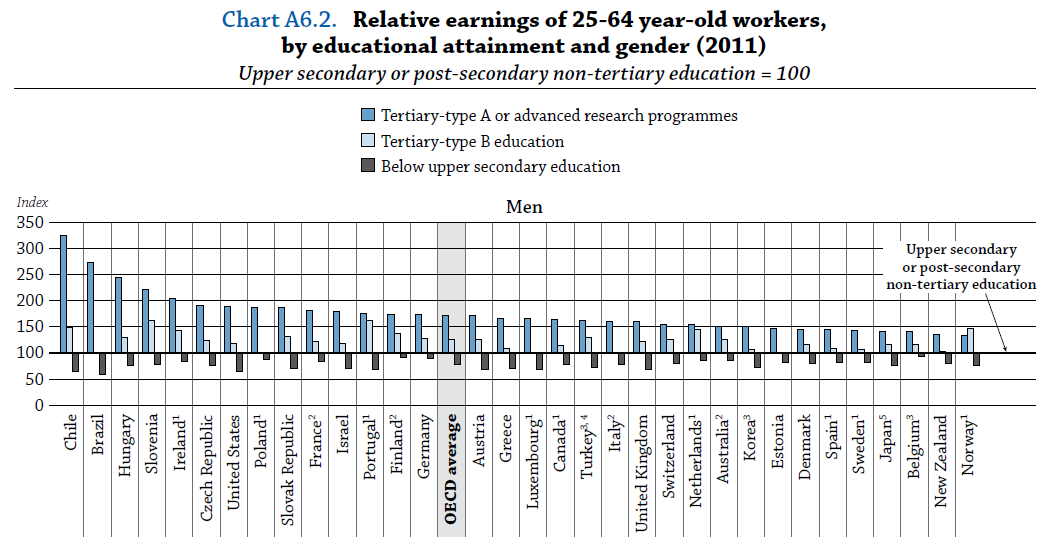 Chart A6.2. Relative earnings of 25-64 year-old workers,
by educational attainment and gender (2011)
Upper secondary or post-secondary non-tertiary education = 100
Tertiary-type A or advanced research programmes
Tertiary-type B education
Below upper secondary education
Index
Men
350
300
250
200
150
100
50
0
Upper secondary
or post-secondary
non-tertiary education
Chile
Brazil
Hungary
Slovenia
Ireland¹
Czech Republic
United States
Poland¹
Slovak Republic
France²
Israel
Portugal¹
Finland²
Germany
OECD average
Austria
Greece
Luxembourg¹
Canada¹
Turkey³˒⁴
Italy²
United Kingdom
Switzerland
Netherlands¹
Australia²
Korea³
Estonia
Denmark
Spain¹
Sweden¹
Japan⁵
Belgium³
New Zealand
Norway¹